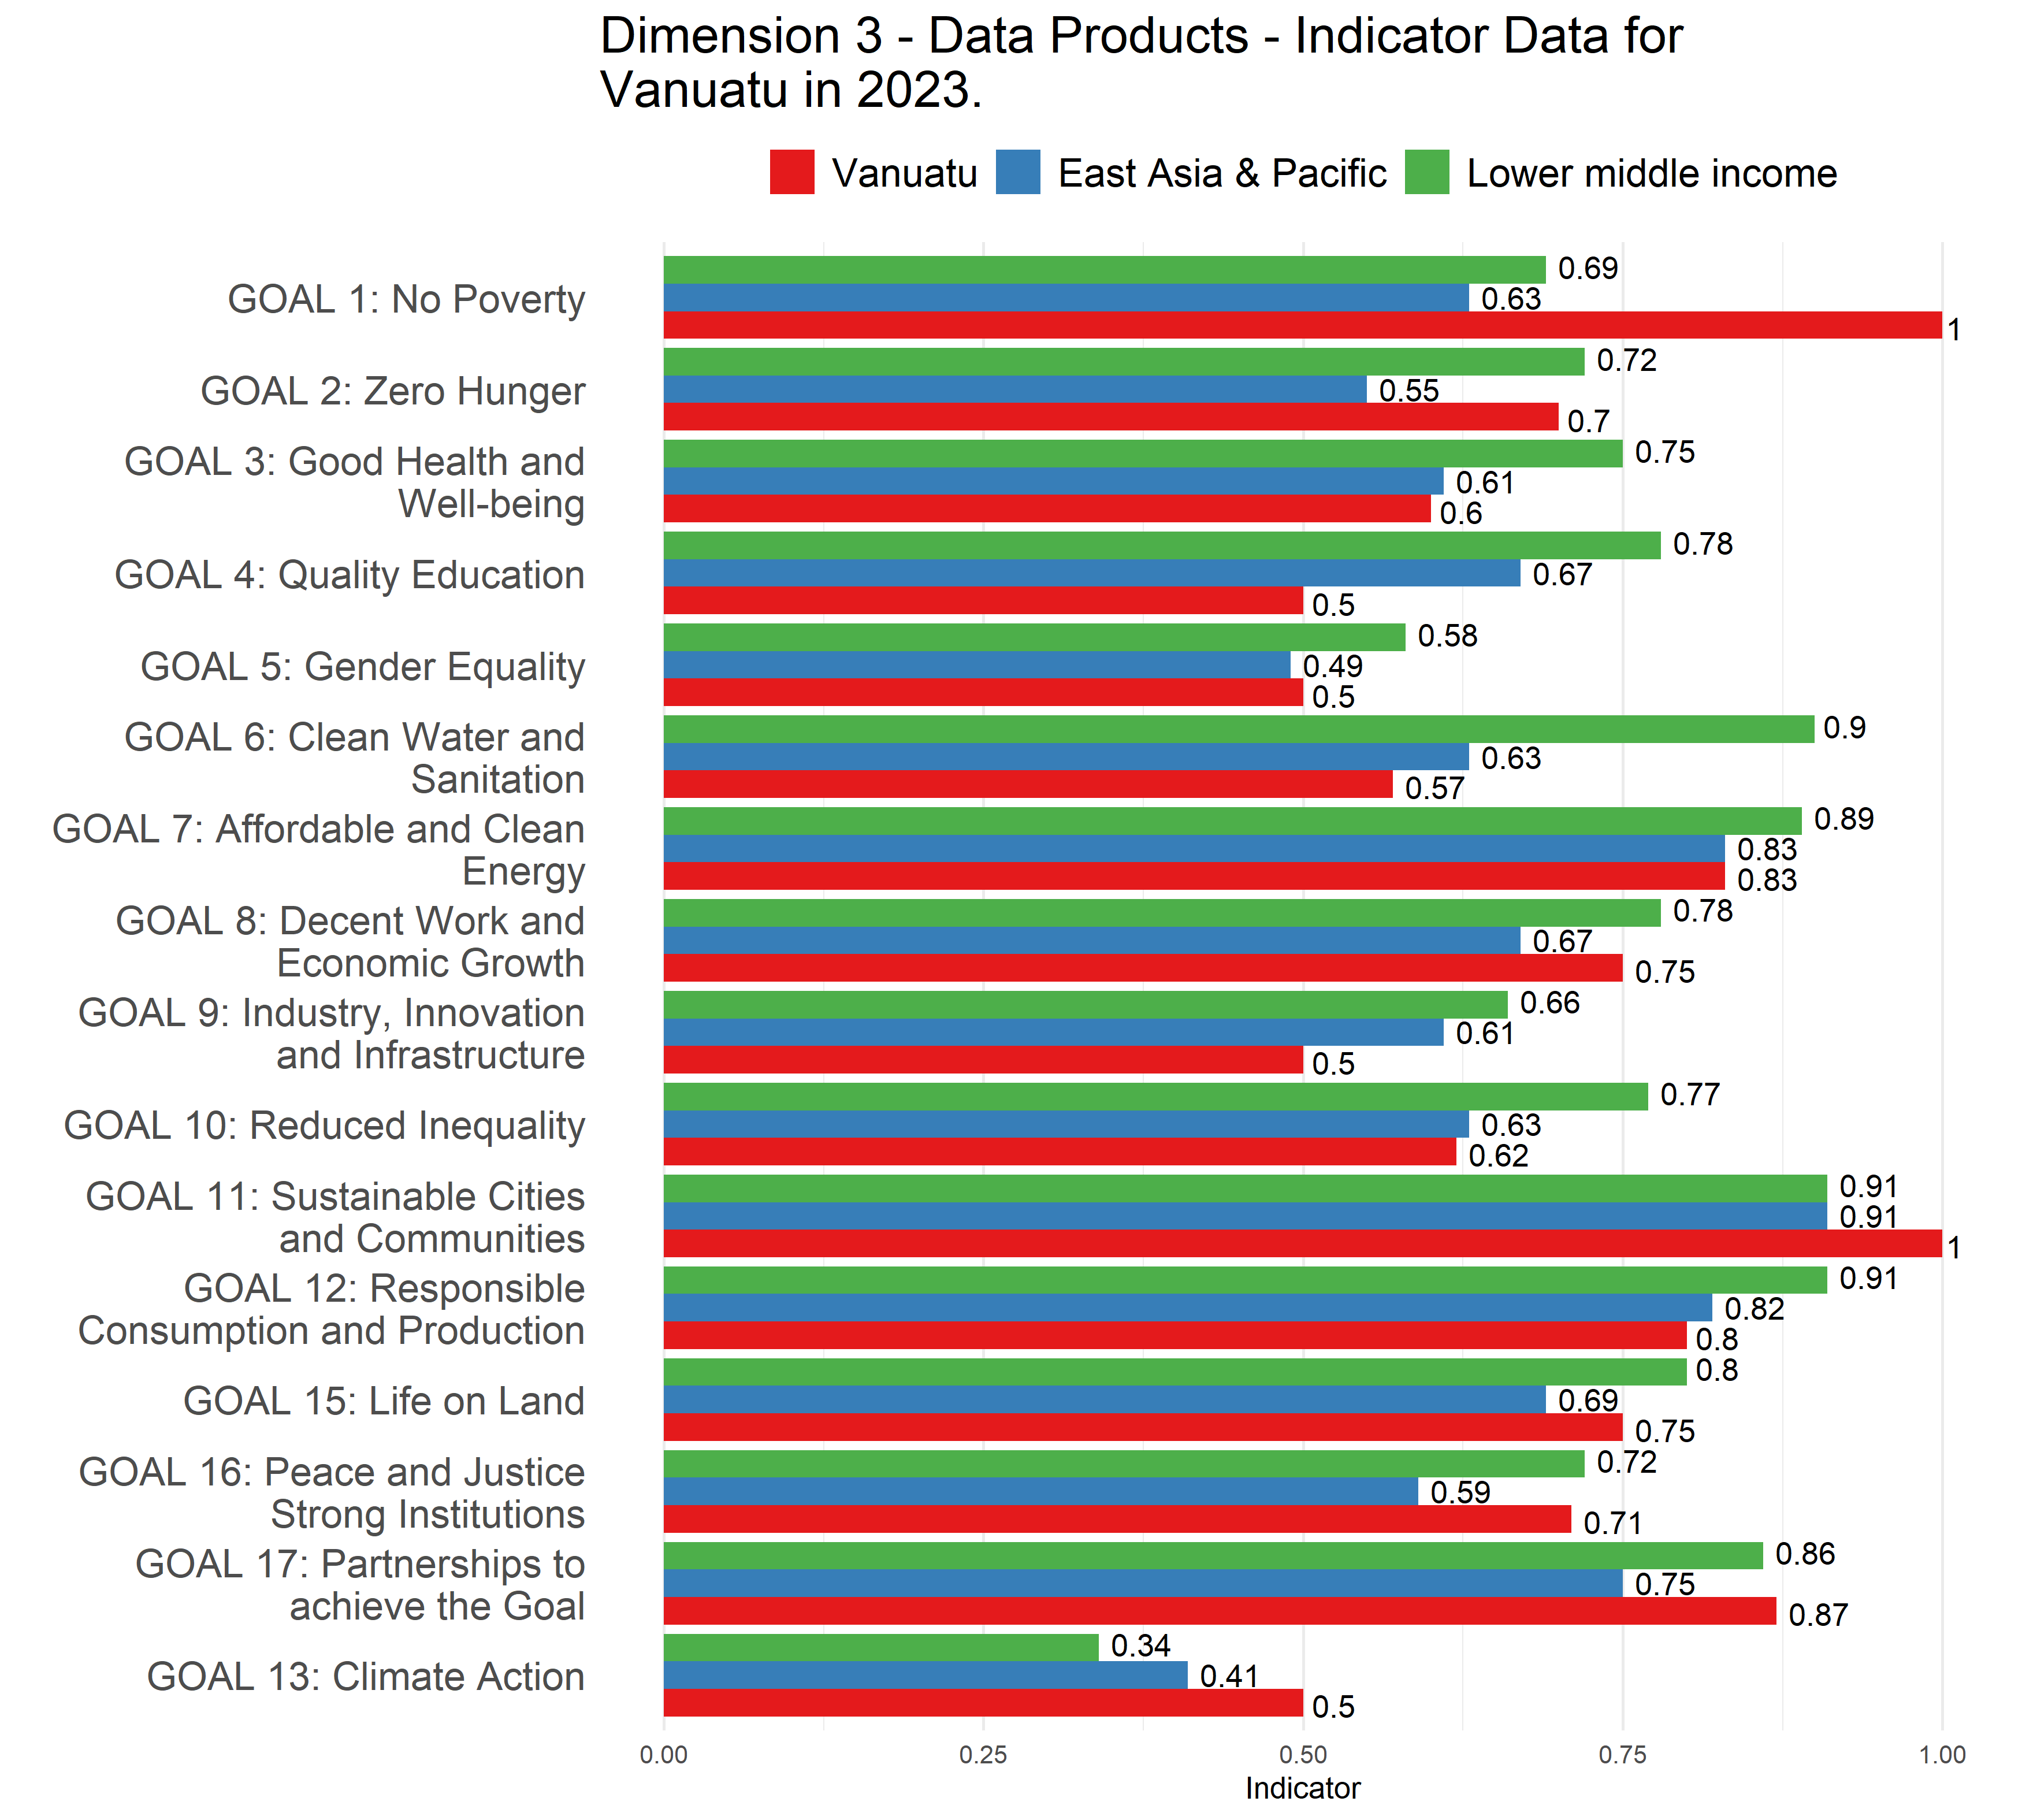 Dimension 3 - Data Products - Indicator Data for
Vanuatu in 2023.
Vanuatu East Asia & Pacific Lower middle income
GOAL 1: No Poverty
0.69
0.63
1
GOAL 2: Zero Hunger
0.72
0.55
0.7
GOAL 3: Good Health and
Well-being
0.75
0.61
0.6
GOAL 4: Quality Education
0.78
0.67
0.5
GOAL 5: Gender Equality
0.58
0.49
0.5
GOAL 6: Clean Water and
Sanitation
0.9
0.63
0.57
GOAL 7: Affordable and Clean
Energy
0.89
0.83
0.83
GOAL 8: Decent Work and
Economic Growth
0.78
0.67
0.75
GOAL 9: Industry, Innovation
and Infrastructure
0.66
0.61
0.5
GOAL 10: Reduced Inequality
0.77
0.63
0.62
GOAL 11: Sustainable Cities
and Communities
0.91
0.91
1
GOAL 12: Responsible
Consumption and Production
0.91
0.82
0.8
GOAL 15: Life on Land
0.8
0.69
0.75
GOAL 16: Peace and Justice
Strong Institutions
0.72
0.59
0.71
GOAL 17: Partnerships to
achieve the Goal
0.86
0.75
0.87
GOAL 13: Climate Action
0.34
0.41
0.5
0.00 0.25 0.50 0.75 1.00
Indicator